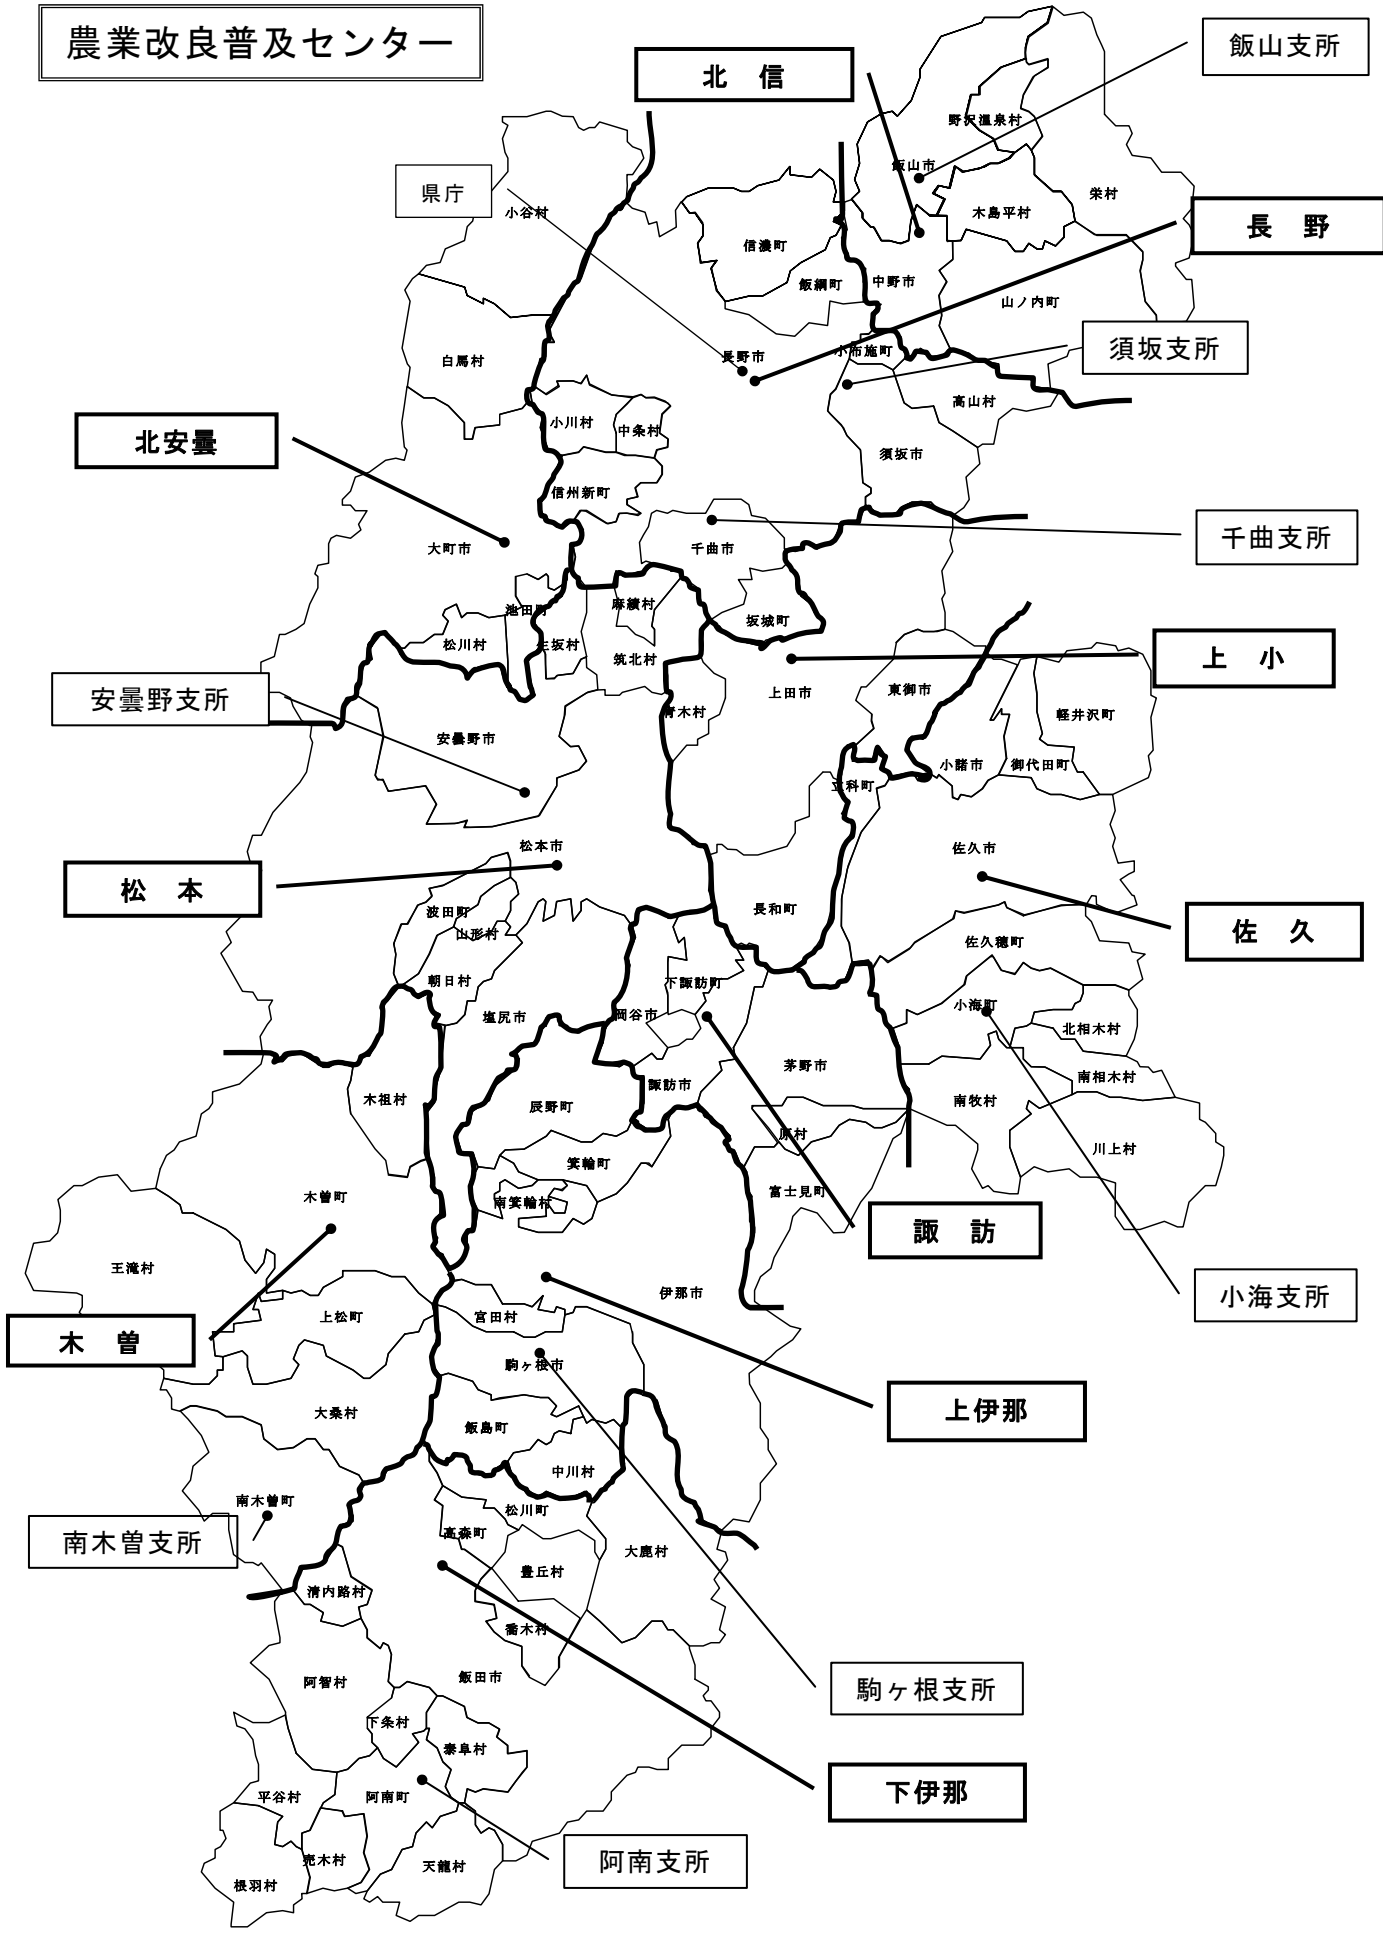 農業改良普及センター
飯山支所
北 信
野沢温泉村
飯山市
栄村
県庁
小谷村
木島平村
長 野
信濃町
飯綱町
中野市
山ノ内町
須坂支所
長野市
小布施町
白馬村
高山村
小川村
中条村
北安曇
須坂市
信州新町
千曲支所
大町市
千曲市
池田町
麻績村
坂城町
松川村
生坂村
筑北村
上 小
安曇野支所
上田市
東御市
青木村
軽井沢町
安曇野市
小諸市
御代田町
立科町
松本市
佐久市
松 本
波田町
長和町
山形村
佐 久
佐久穂町
朝日村
下諏訪町
小海町
塩尻市
岡谷市
北相木村
茅野市
諏訪市
南相木村
木祖村
辰野町
南牧村
原村
川上村
箕輪町
木曽町
南箕輪村
富士見町
諏 訪
王滝村
伊那市
小海支所
上松町
宮田村
木 曽
駒ヶ根市
上伊那
大桑村
飯島町
中川村
南木曽町
松川町
高森町
南木曽支所
大鹿村
豊丘村
清内路村
喬木村
飯田市
阿智村
駒ヶ根支所
下条村
泰阜村
下伊那
平谷村
阿南町
売木村
天龍村
阿南支所
根羽村